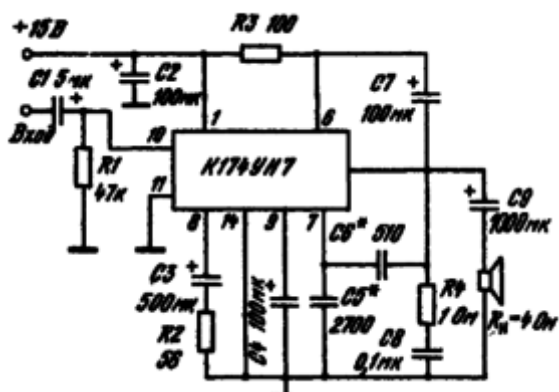 +15В
R3 100
C1 5мк
+
C2
100мк
+
C7
100мк
+
Вход
1
6
10
К174УН7
R1
47к
11
8
14
9
7
C6* 510
C9
1000мк
+
C3
500мк
+
C4 100мк
+
C5*
2700
R4
1 Ом
Rн=4 Ом
R2
56
C8
0,1мк